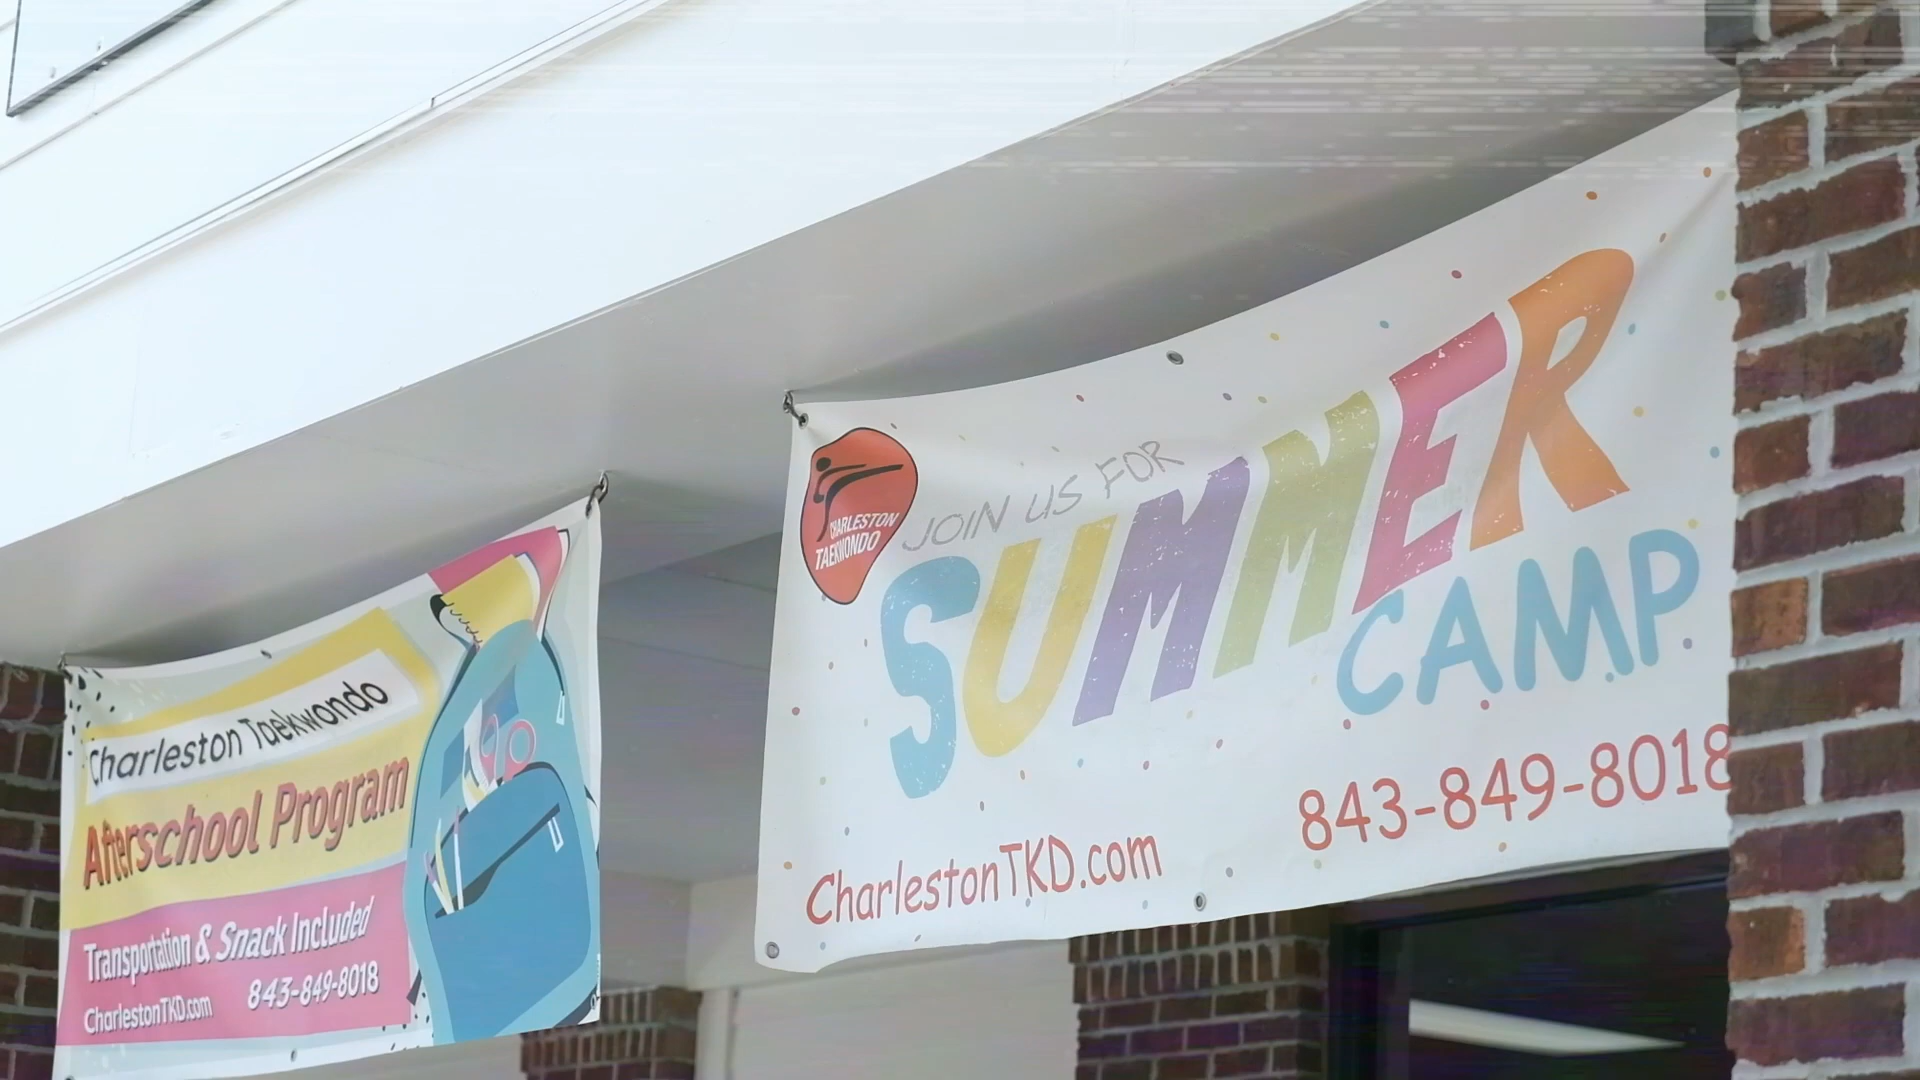 Charleston Taekwondo
Afterschool Program
Transportation & Snack Included
CharlestonTKD.com 843-849-8018
CHARLESTON
TAEKWONDO
JOIN US FOR
SUMMER
CAMP
CharlestonTKD.com 843-849-8018